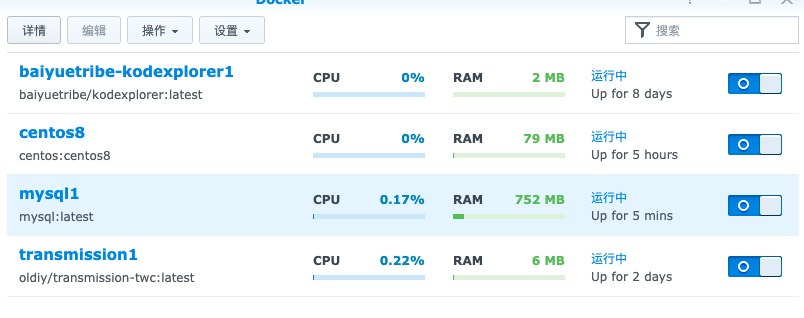 Docker
详情 编辑 操作 设置 搜索
baiyuetribe-kodexplorer1 CPU 0% RAM 2 MB 运行中
baiyuetribe/kodexplorer:latest Up for 8 days
centos8 CPU 0% RAM 79 MB 运行中
centos:centos8 Up for 5 hours
mysql1 CPU 0.17% RAM 752 MB 运行中
mysql:latest Up for 5 mins
transmission1 CPU 0.22% RAM 6 MB 运行中
oldiy/transmission-twc:latest Up for 2 days